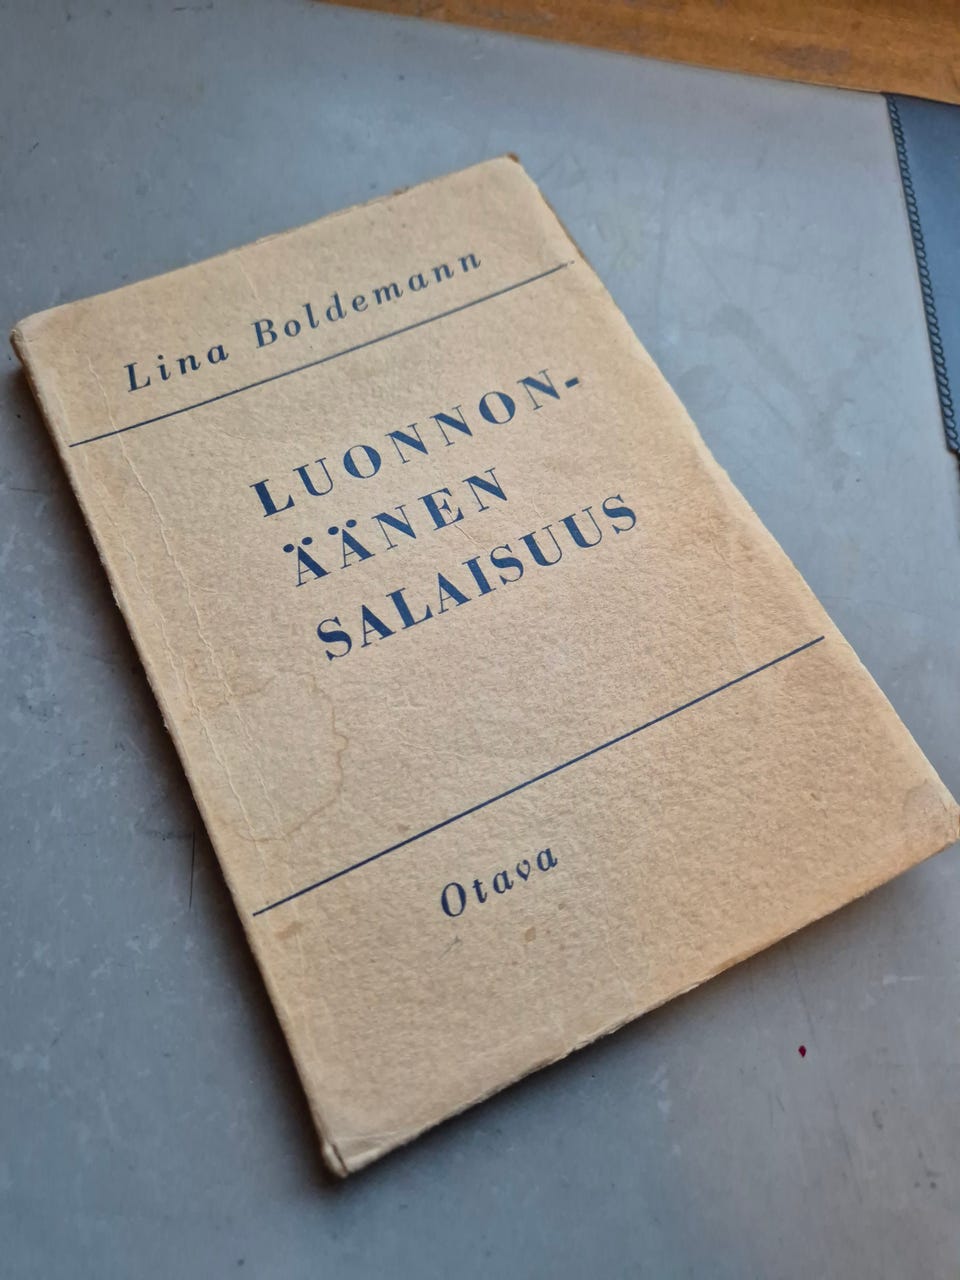 Lina Boldemann
LUONNON-
ÄÄNEN
SALAISUUS
Otava